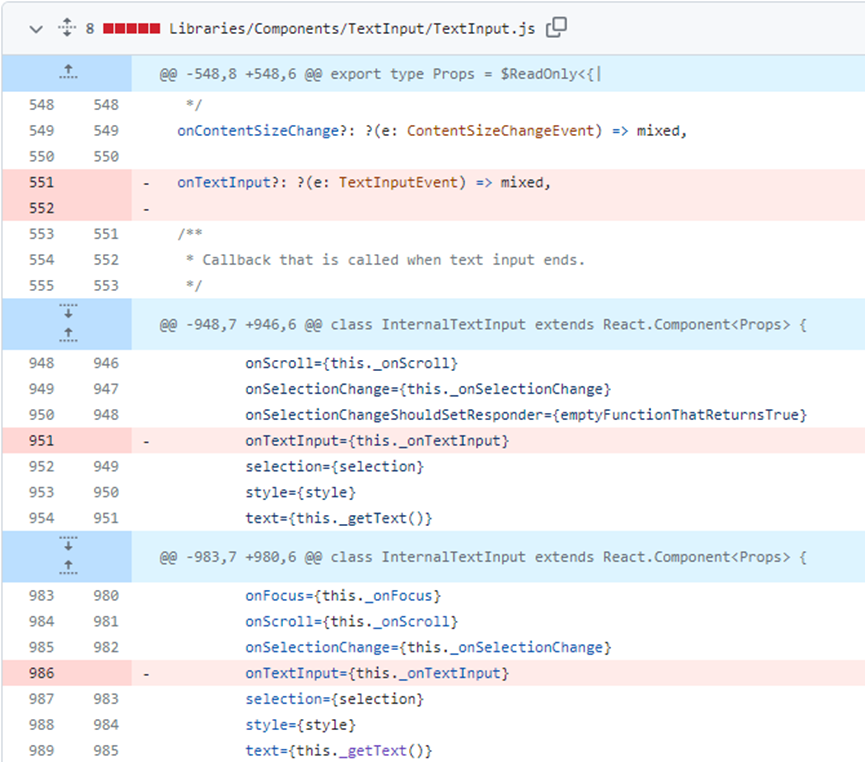 8 Libraries/Components/TextInput/TextInput.js
@@ -548,8 +548,6 @@ export type Props = $ReadOnly<{|
548 548 */
549 549 onContentSizeChange?: ?(e: ContentSizeChangeEvent) => mixed,
550 550
551 - onTextInput?: ?(e: TextInputEvent) => mixed,
552 -
553 551 /**
554 552 * Callback that is called when text input ends.
555 553 */
@@ -948,7 +946,6 @@ class InternalTextInput extends React.Component<Props> {
948 946 onScroll={this._onScroll}
949 947 onSelectionChange={this._onSelectionChange}
950 948 onSelectionChangeShouldSetResponder={emptyFunctionThatReturnsTrue}
951 - onTextInput={this._onTextInput}
952 949 selection={selection}
953 950 style={style}
954 951 text={this._getText()}
@@ -983,7 +980,6 @@ class InternalTextInput extends React.Component<Props> {
983 980 onFocus={this._onFocus}
984 981 onScroll={this._onScroll}
985 982 onSelectionChange={this._onSelectionChange}
986 - onTextInput={this._onTextInput}
987 983 selection={selection}
988 984 style={style}
989 985 text={this._getText()}